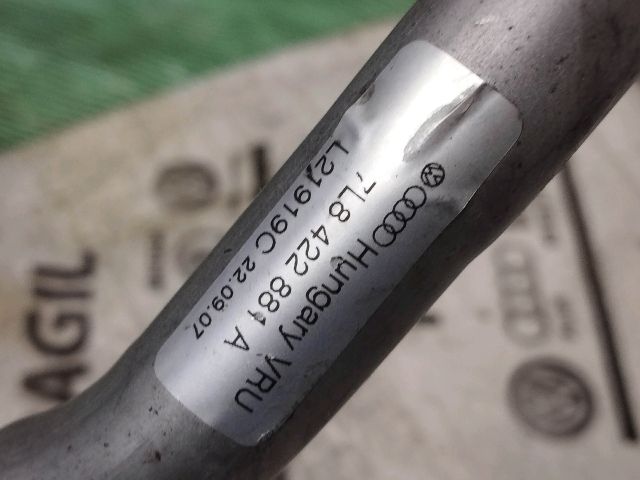 Hungary VRU
7L8 422 881 A
L21919C 22.09.07
AGIL